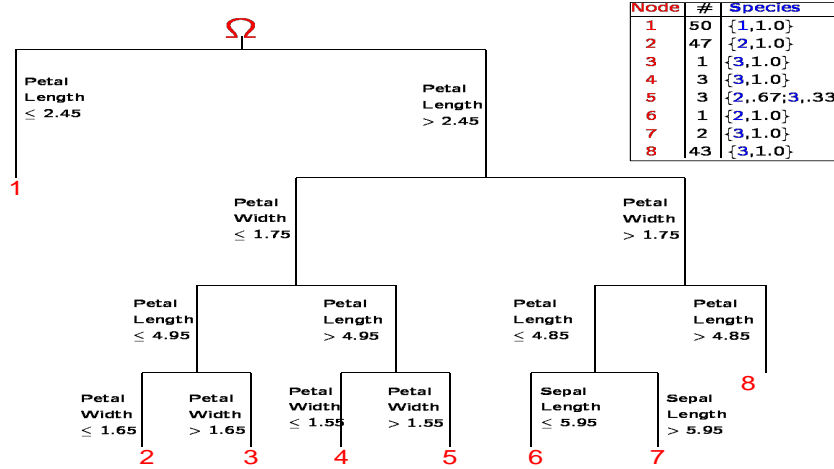 Ω
Node # Species
1 50 {1,1.0}
2 47 {2,1.0}
3 1 {3,1.0}
4 3 {3,1.0}
5 3 {2,.67;3,.33
6 1 {2,1.0}
7 2 {3,1.0}
8 43 {3,1.0}
Petal
Length
≤ 2.45
Petal
Length
> 2.45
1
Petal
Width
≤ 1.75
Petal
Width
> 1.75
Petal
Length
≤ 4.95
Petal
Length
> 4.95
Petal
Length
≤ 4.85
Petal
Length
> 4.85
8
Petal
Width
≤ 1.65
Petal
Width
> 1.65
Petal
Width
≤ 1.55
Petal
Width
> 1.55
Sepal
Length
≤ 5.95
Sepal
Length
> 5.95
2 3 4 5 6 7